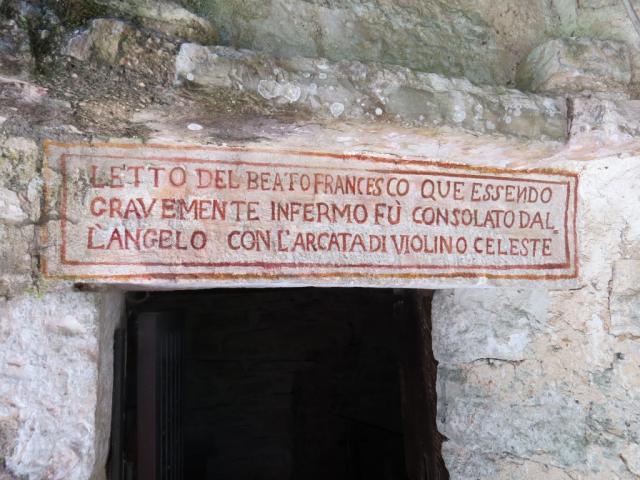 LETTO DEL BEATO FRANCESCO QUE ESSENDO
GRAVEMENTE INFERMO FÙ CONSOLATO DAL
L'ANGELO CON L'ARCATA DI VIOLINO CELESTE